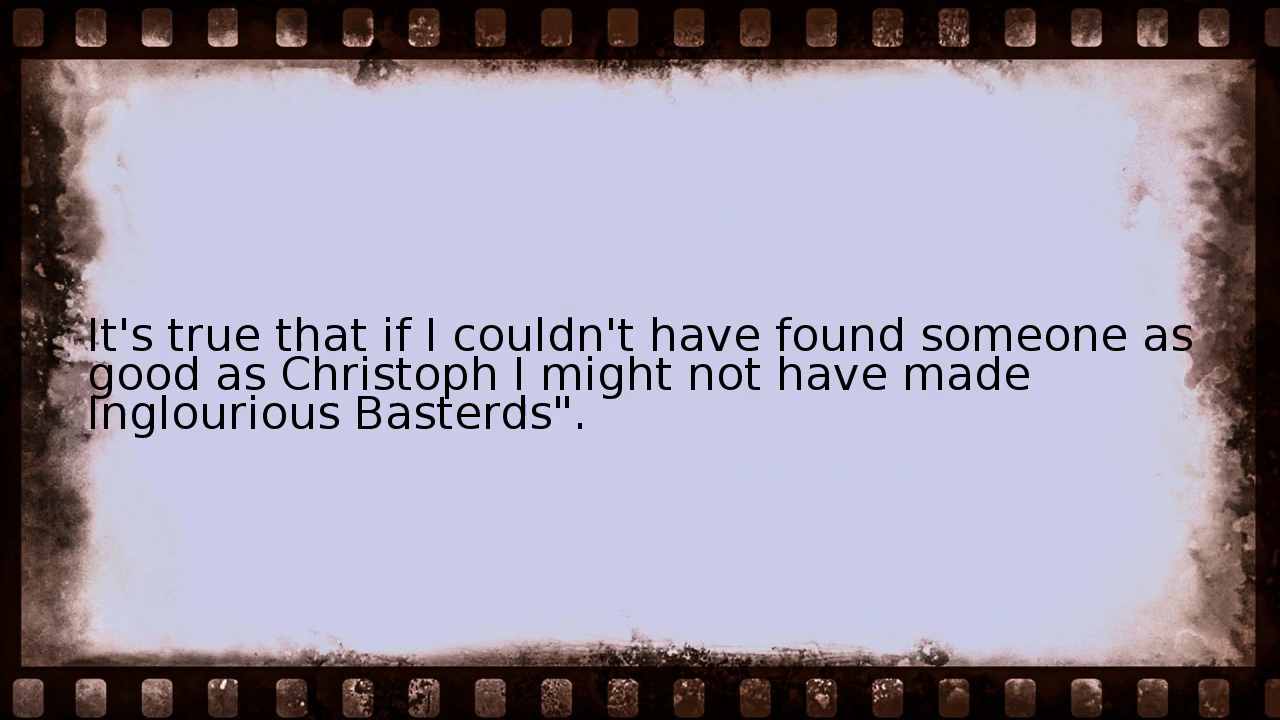 It's true that if I couldn't have found someone as
good as Christoph I might not have made
Inglourious Basterds".